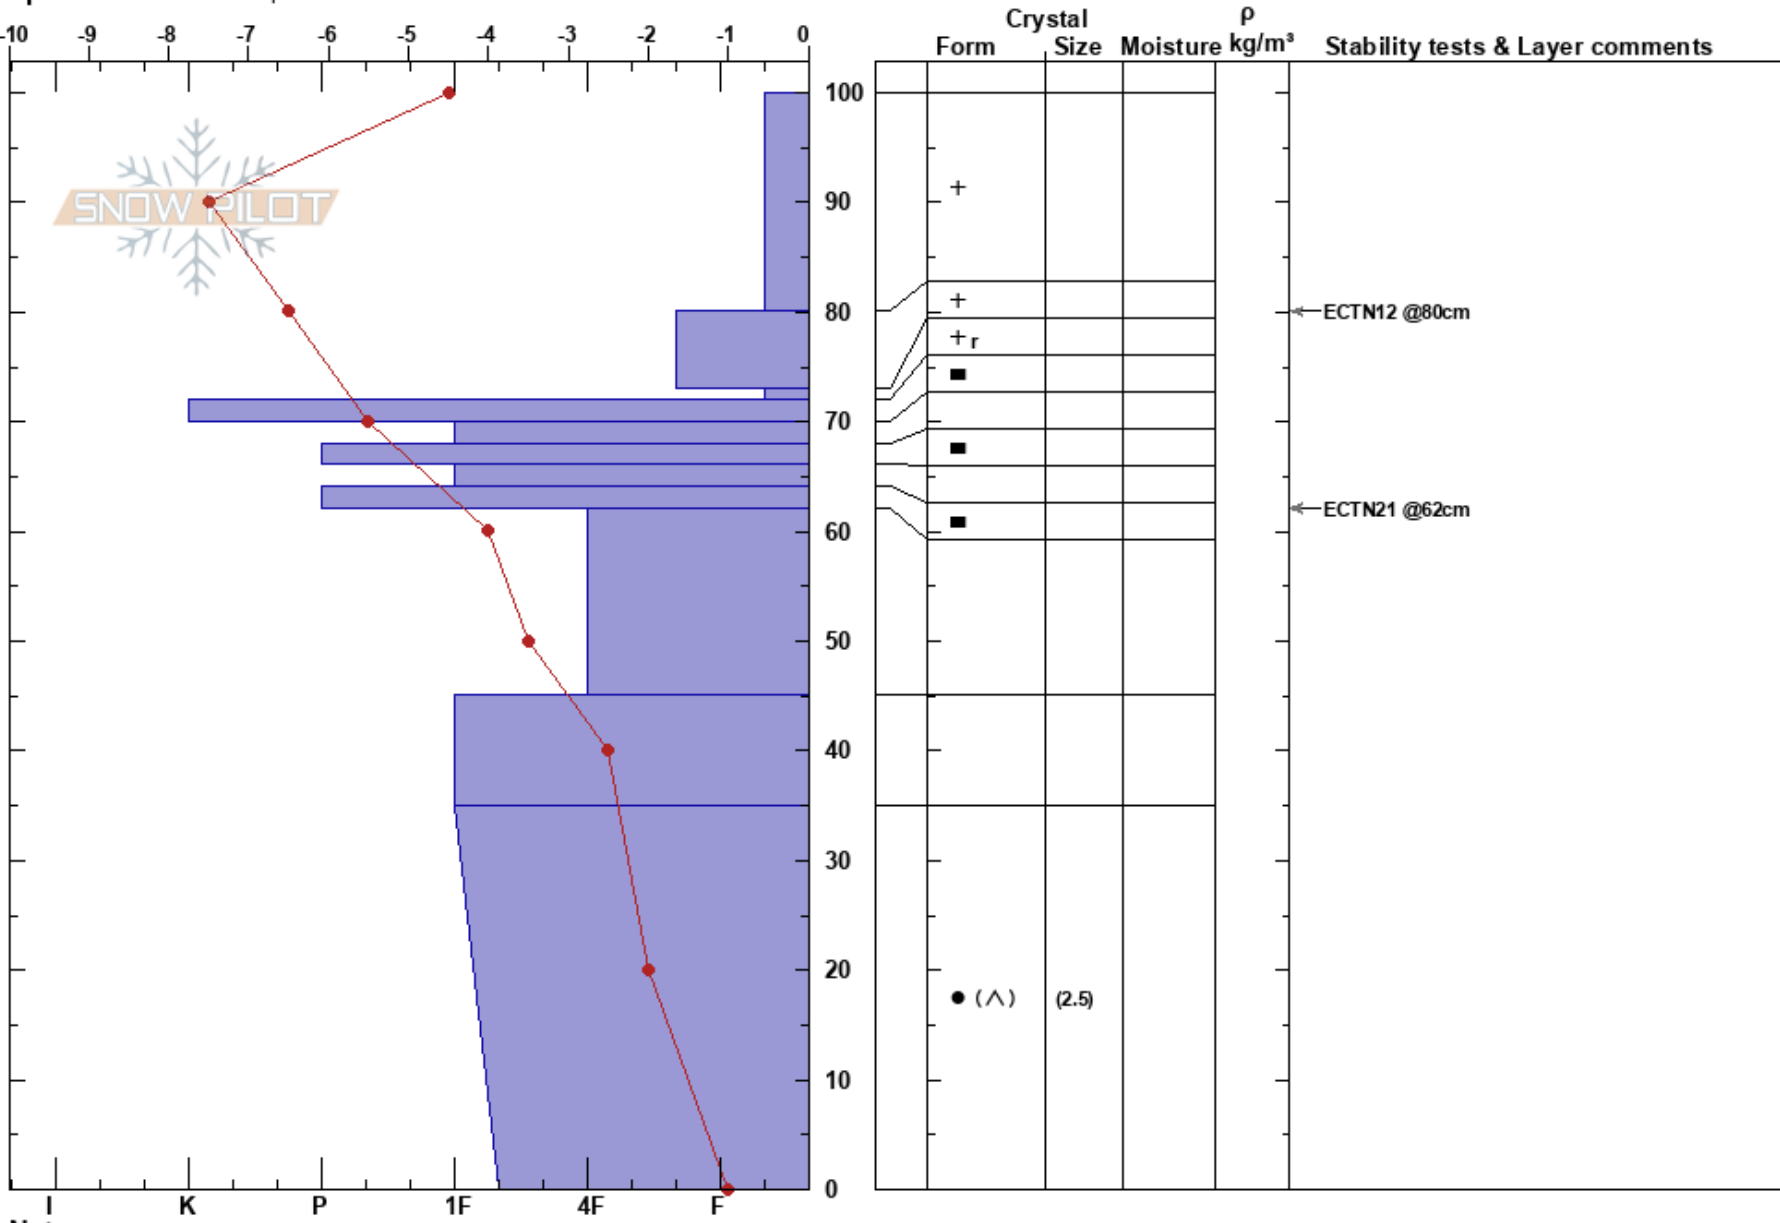 Crystal ρ
-10 -9 -8 -7 -6 -5 -4 -3 -2 -1 0 Form Size Moisture kg/m³ Stability tests & Layer comments
100
SNOW PILOT 90 +
80 + ECTN12 @80cm
+ r
■
70
■
60 ■ ECTN21 @62cm
50
40
30
20 ● (∧) (2.5)
10
0
I K P 1F 4F F